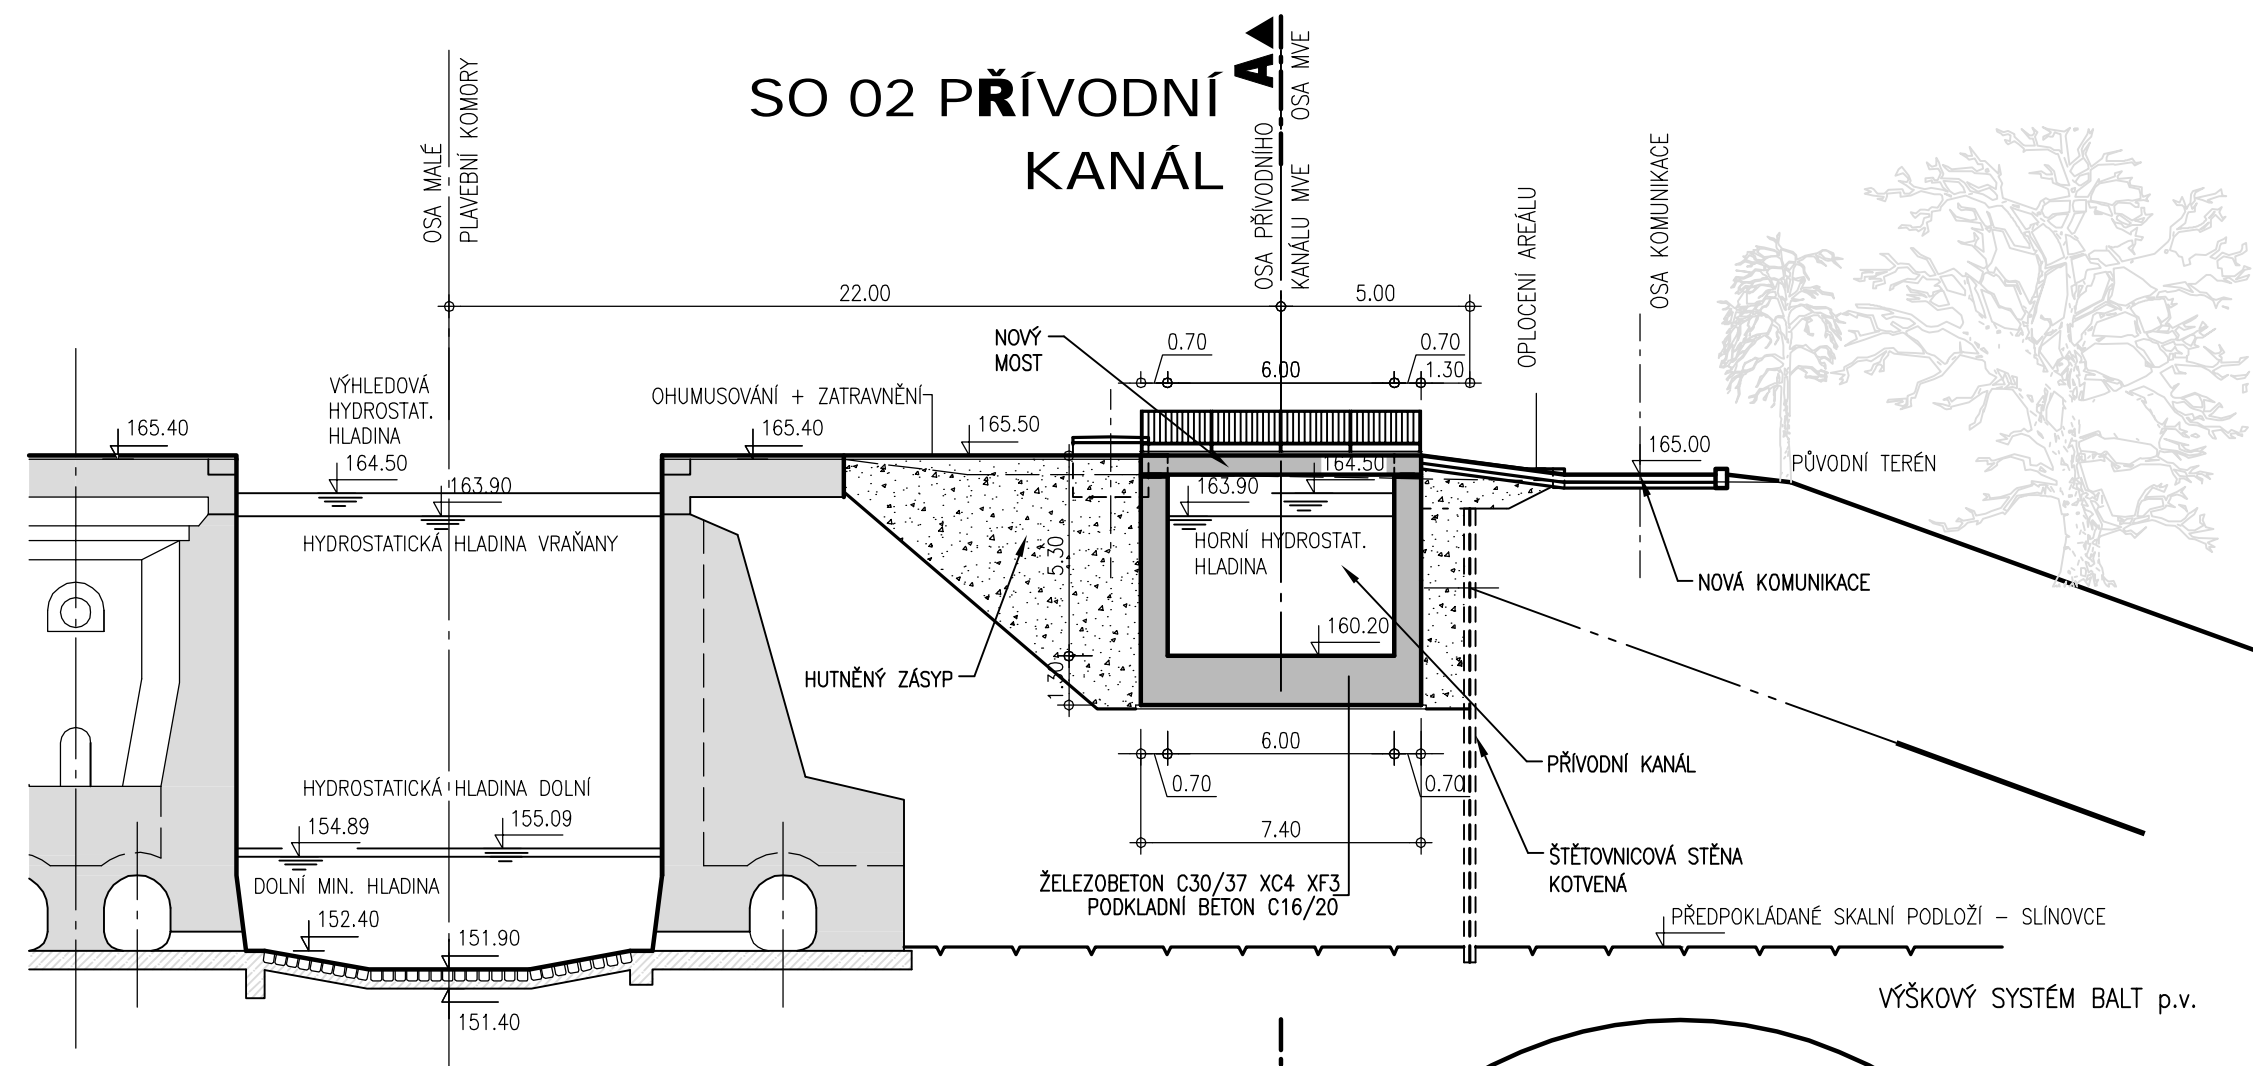 SO 02 PŘÍVODNÍ
KANÁL
A
OSA MVE
OSA MALÉ
PLAVEBNÍ KOMORY
OSA PŘÍVODNÍHO
KANÁLU MVE
OPLOCENÍ AREÁLU
OSA KOMUNIKACE
22.00
5.00
NOVÝ
MOST
0.70
6.00
0.70
1.30
VÝHLEDOVÁ
HYDROSTAT.
HLADINA
164.50
165.40
163.90
OHUMUSOVÁNÍ + ZATRAVNĚNÍ
165.40
165.50
164.50
163.90
165.00
PŮVODNÍ TERÉN
HYDROSTATICKÁ HLADINA VRAŇANY
HORNÍ HYDROSTAT.
HLADINA
5.30
NOVÁ KOMUNIKACE
160.20
HUTNĚNÝ ZÁSYP
1.30
6.00
PŘÍVODNÍ KANÁL
0.70
0.70
HYDROSTATICKÁ HLADINA DOLNÍ
154.89
155.09
7.40
ŠTĚTOVNICOVÁ STĚNA
KOTVENÁ
DOLNÍ MIN. HLADINA
ŽELEZOBETON C30/37 XC4 XF3
PODKLADNÍ BETON C16/20
152.40
151.90
PŘEDPOKLÁDANÉ SKALNÍ PODLOŽÍ – SLÍNOVCE
151.40
VÝŠKOVÝ SYSTÉM BALT p.v.